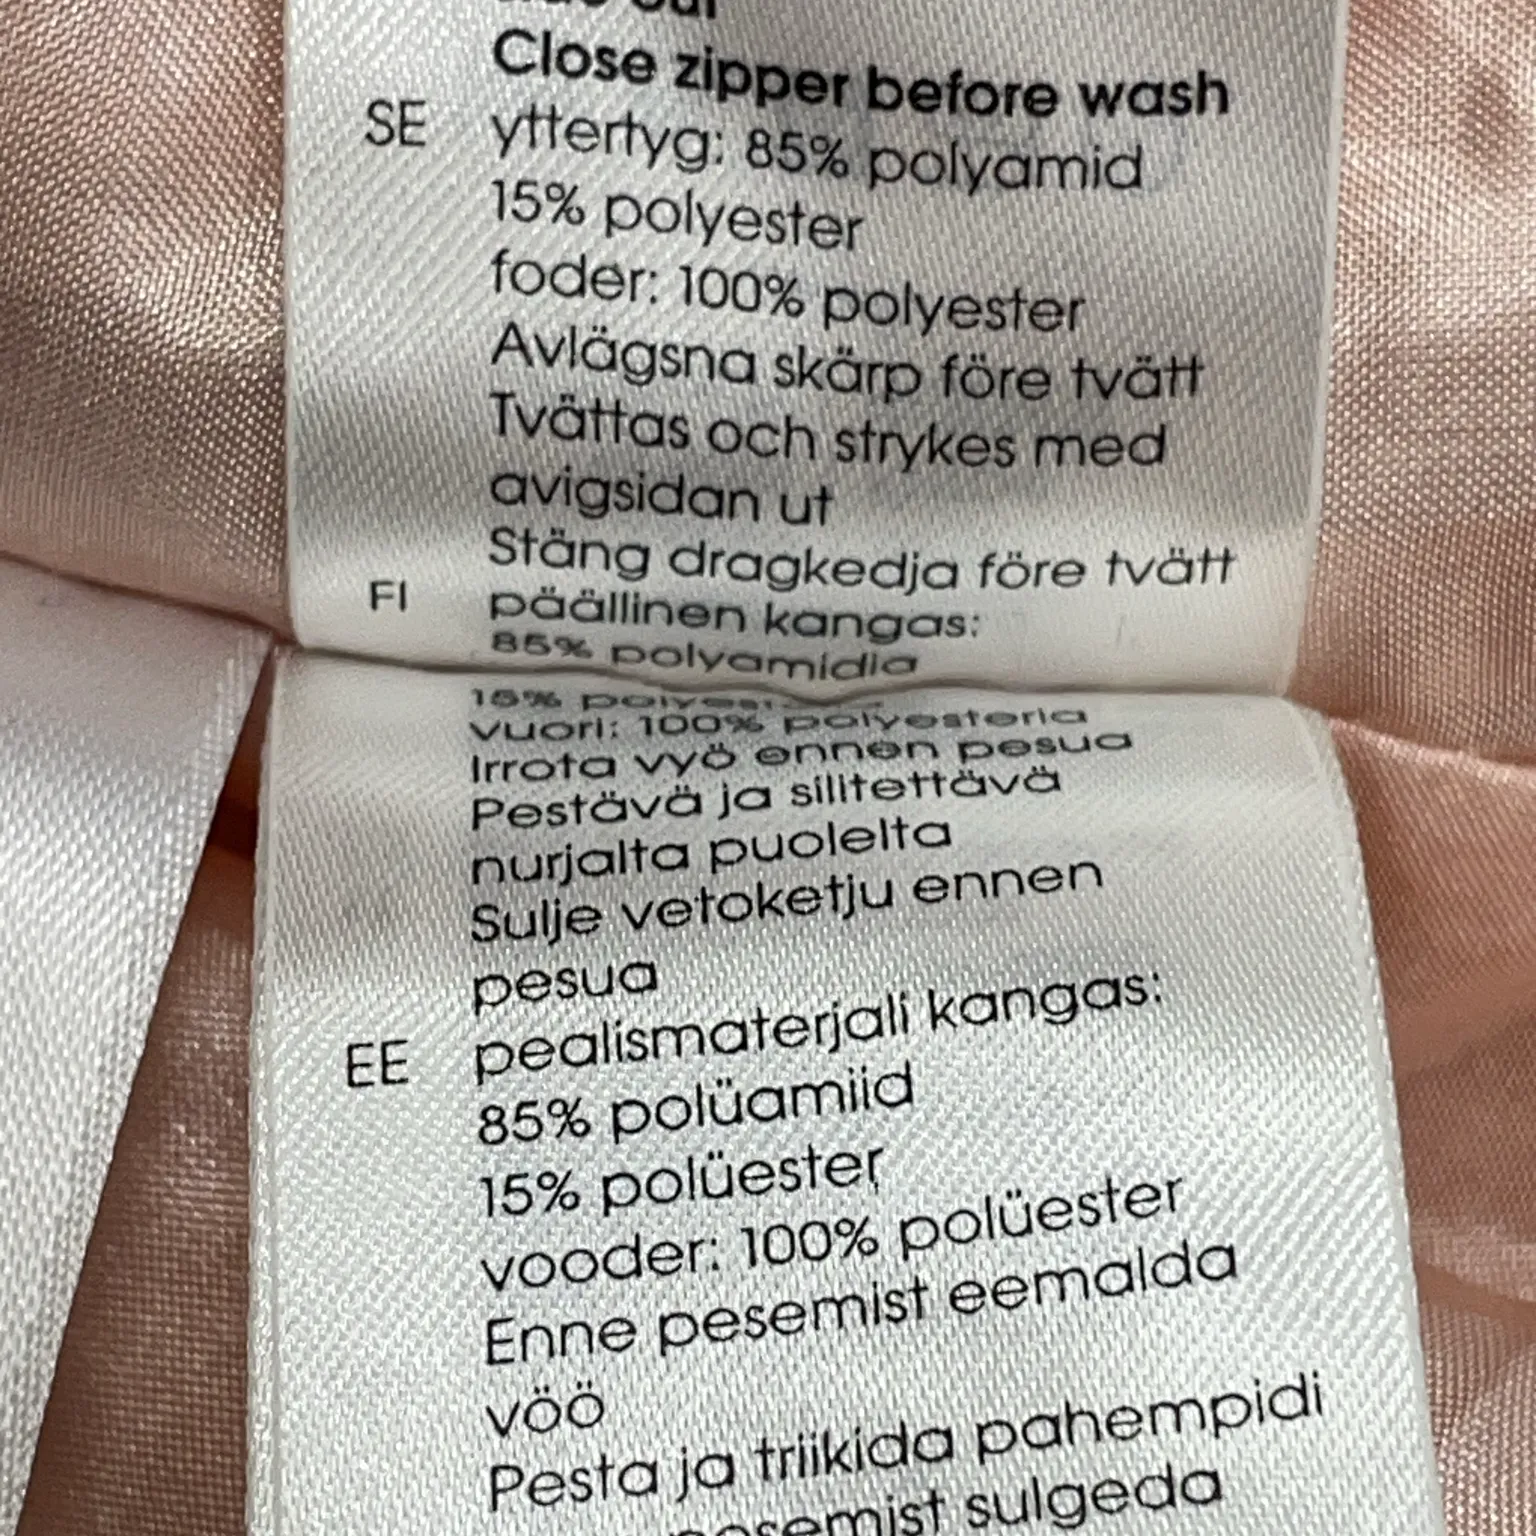 out
Close zipper before wash
SE yttertyg: 85% polyamid
15% polyester
foder: 100% polyester
Avlägsna skärp före tvätt
Tvättas och strykes med
avigsidan ut
Stäng dragkedja före tvätt
FI päällinen kangas:
85% polyamidia
15%
vuori: 100% polyesteria
Irrota vyö ennen pesua
Pestävä ja silitettävä
nurjalta puolelta
Sulje vetoketju ennen
pesua
EE pealismaterjali kangas:
85% polüamiid
15% polüester
vooder: 100% polüester
Enne pesemist eemalda
vöö
Pesta ja triikida pahempidi
pesemist sulgeda